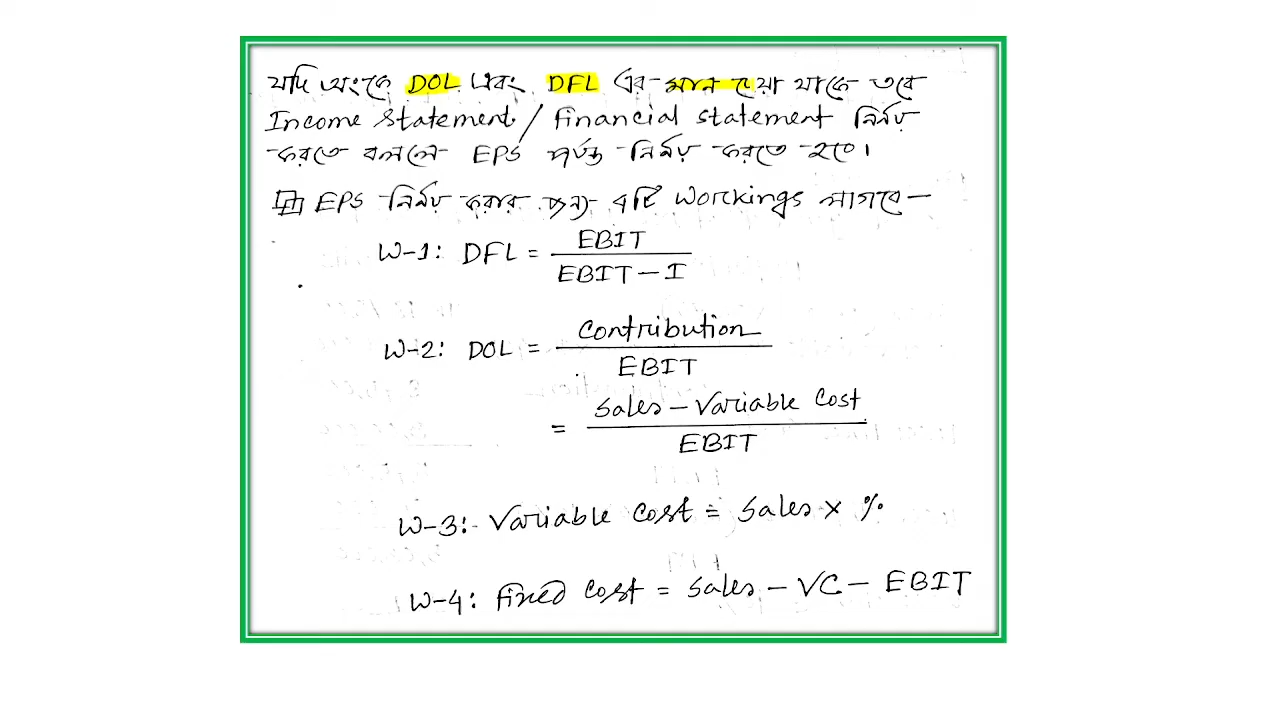 যদি অংকে DOL এবং DFL এর মান দেয়া থাকে তবে
Income Statement / Financial statement নির্ণয়
করতে বললে EPS পর্যন্ত নির্ণয় করতে হবে।
EPS নির্ণয় করার জন্য ৪টি Workings লাগবে—
W-1: DFL = EBIT
EBIT - I
W-2: DOL = Contribution
EBIT
= Sales - Variable Cost
EBIT
W-3: Variable Cost = Sales × %
W-4: Fixed Cost = Sales - VC - EBIT